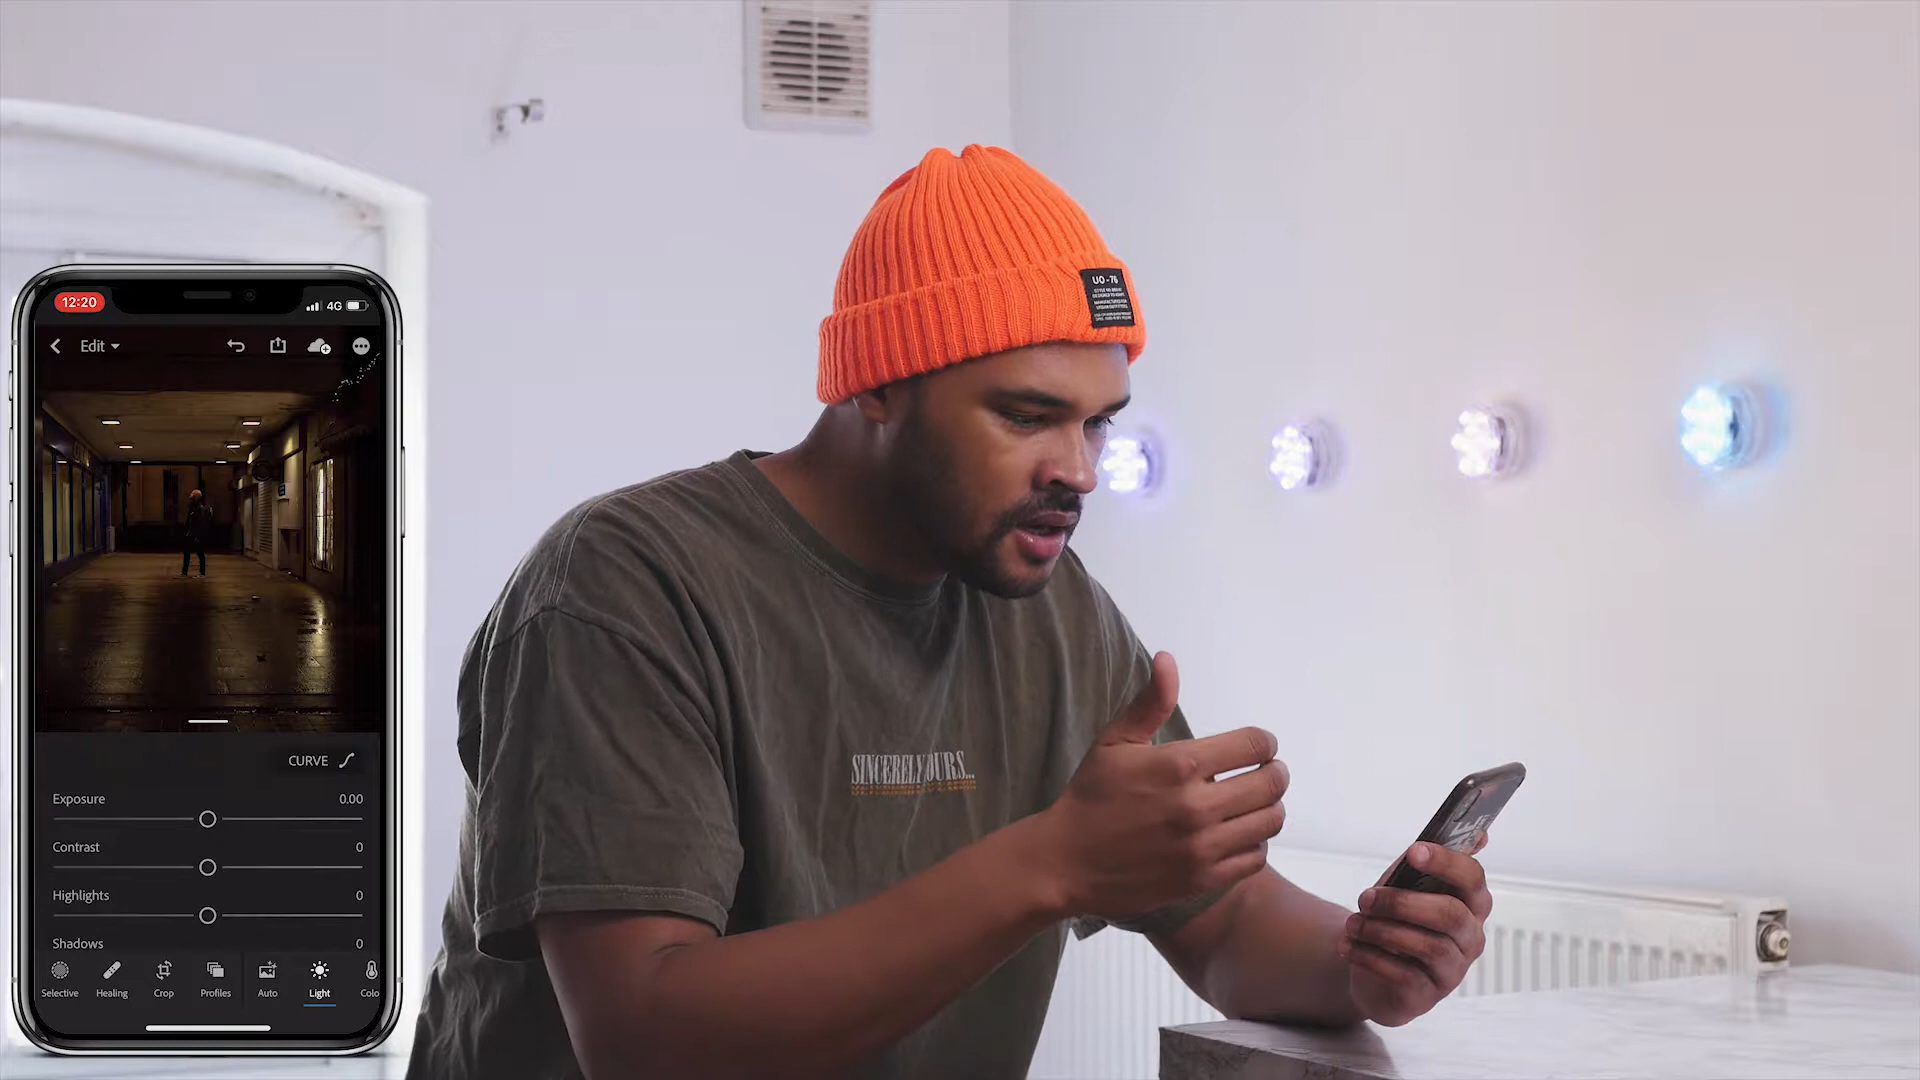 12:20
4G
Edit
CURVE
Exposure 0.00
Contrast 0
Highlights 0
Shadows 0
Selective Healing Crop Profiles Auto Light Colo
UO-76
SINCERELY YOURS...